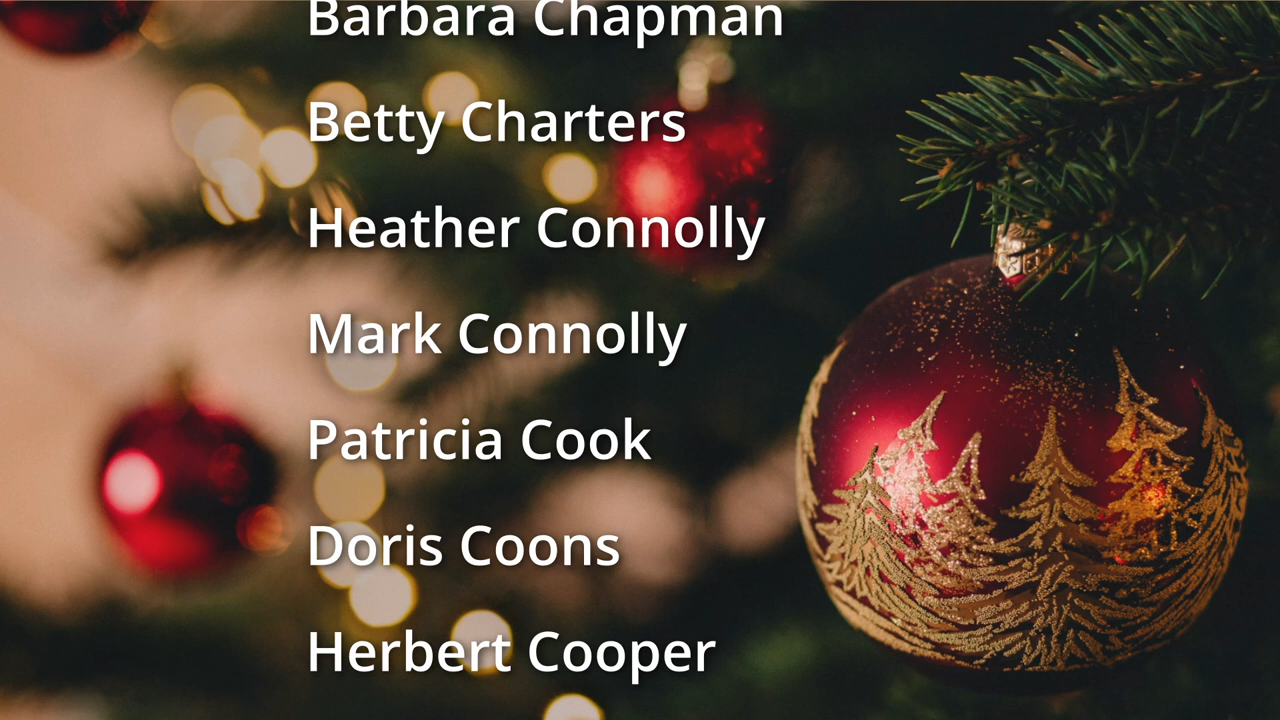 Barbara Chapman
Betty Charters
Heather Connolly
Mark Connolly
Patricia Cook
Doris Coons
Herbert Cooper